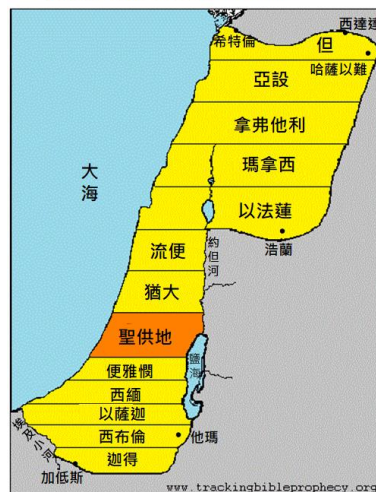 西達達
希特倫
但
哈薩以難
亞設
拿弗他利
大海
瑪拿西
以法蓮
浩蘭
約但河
流便
猶大
聖供地
鹽海
便雅憫
西緬
以薩迦
埃及小河
西布倫
他瑪
迦得
加低斯
www.trackingbibleprophecy.org